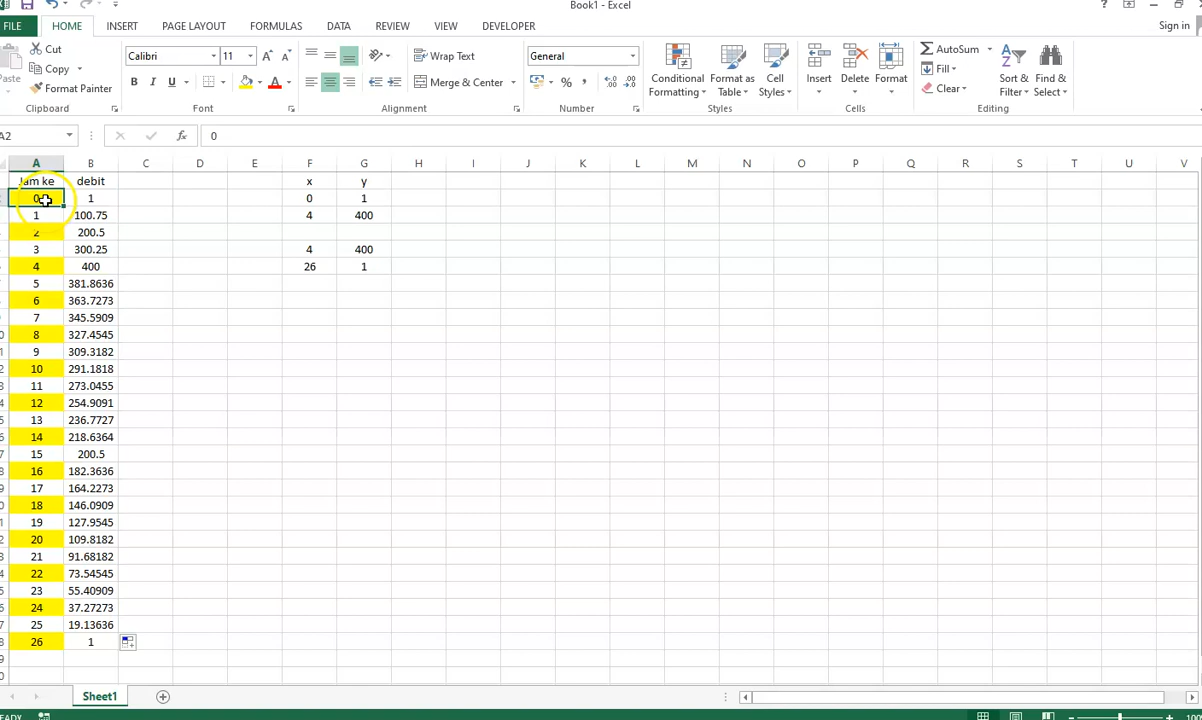 Book1 - Excel
?
FILE HOME INSERT PAGE LAYOUT FORMULAS DATA REVIEW VIEW DEVELOPER Sign in
Cut
Copy
Format Painter
Paste
Clipboard
Calibri 11
B I U
Font
Wrap Text
Merge & Center
Alignment
General
%
Number
Conditional Formatting
Format as Table
Cell Styles
Styles
Insert Delete Format
Cells
AutoSum
Fill
Clear
Sort & Filter
Find & Select
Editing
A2 fx 0
A B C D E F G H I J K L M N O P Q R S T U V
Jam ke debit x y
0 1 0 1
1 100.75 4 400
2 200.5
3 300.25 4 400
4 400 26 1
5 381.8636
6 363.7273
7 345.5909
8 327.4545
9 309.3182
10 291.1818
11 273.0455
12 254.9091
13 236.7727
14 218.6364
15 200.5
16 182.3636
17 164.2273
18 146.0909
19 127.9545
20 109.8182
21 91.68182
22 73.54545
23 55.40909
24 37.27273
25 19.13636
26 1
Sheet1